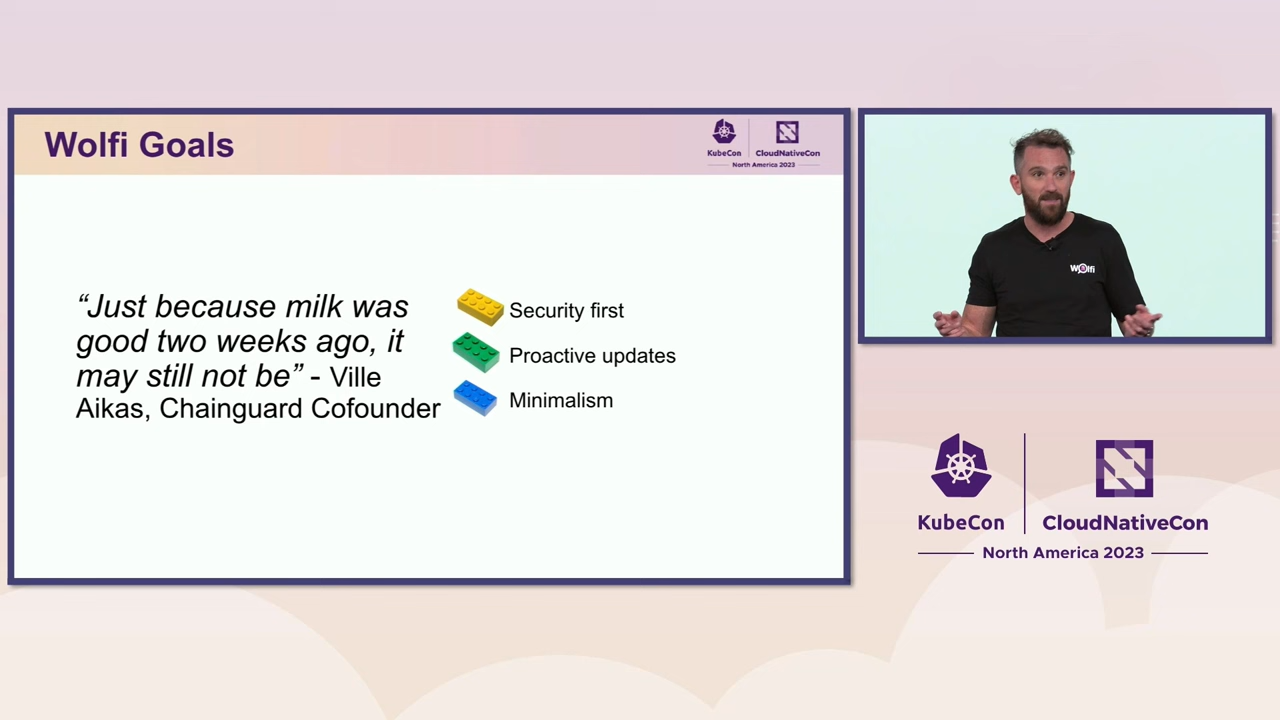 Wolfi Goals
KubeCon
CloudNativeCon
North America 2023
“Just because milk was
good two weeks ago, it
may still not be” - Ville
Aikas, Chainguard Cofounder
Security first
Proactive updates
Minimalism
Wolfi
KubeCon
CloudNativeCon
North America 2023